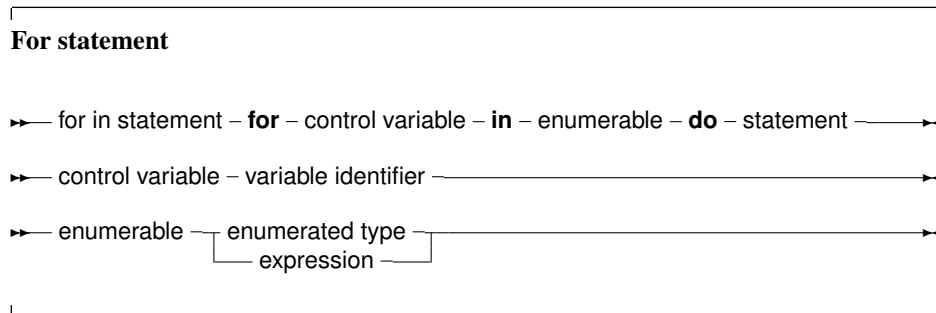 For statement
for in statement – for – control variable – in – enumerable – do – statement
control variable – variable identifier
enumerable – enumerated type
expression